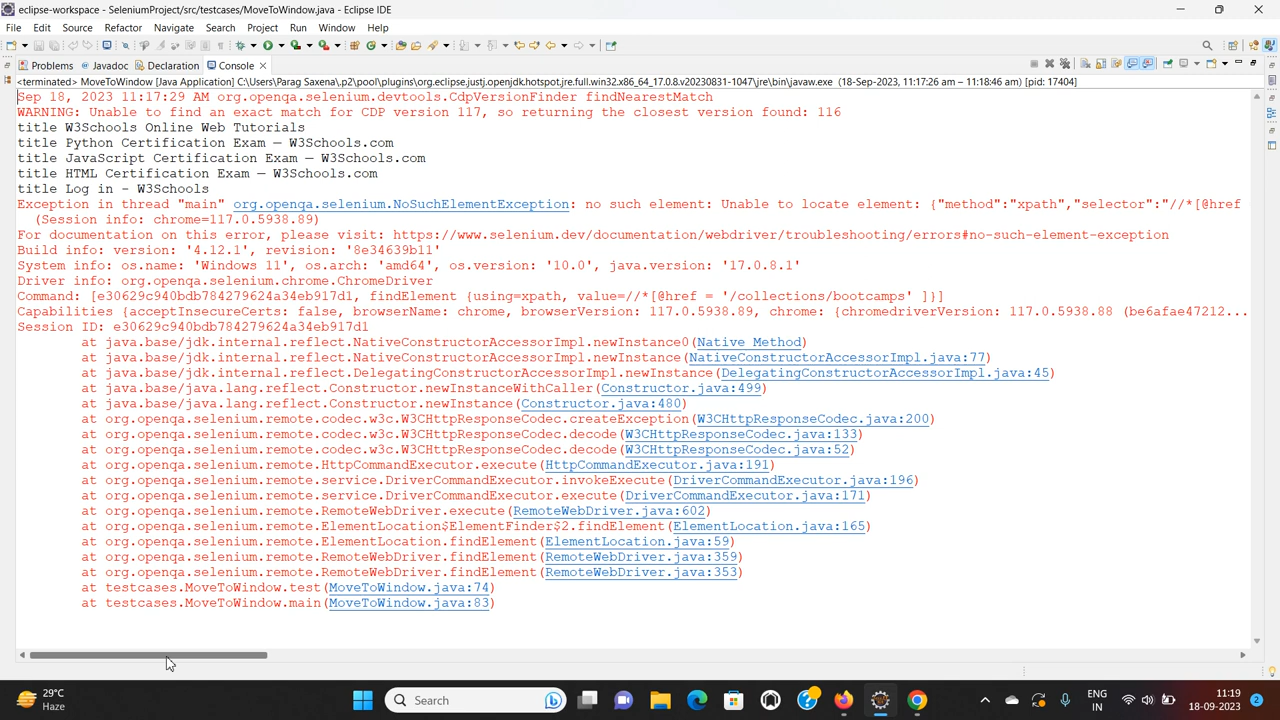 eclipse-workspace - SeleniumProject/src/testcases/MoveToWindow.java - Eclipse IDE
File Edit Source Refactor Navigate Search Project Run Window Help
Problems Javadoc Declaration Console
<terminated> MoveToWindow [Java Application] C:\Users\Parag Saxena\.p2\pool\plugins\org.eclipse.justj.openjdk.hotspot.jre.full.win32.x86_64_17.0.8.v20230831-1047\jre\bin\javaw.exe (18-Sep-2023, 11:17:26 am – 11:18:46 am) [pid: 17404]
Sep 18, 2023 11:17:29 AM org.openqa.selenium.devtools.CdpVersionFinder findNearestMatch
WARNING: Unable to find an exact match for CDP version 117, so returning the closest version found: 116
title W3Schools Online Web Tutorials
title Python Certification Exam – W3Schools.com
title JavaScript Certification Exam – W3Schools.com
title HTML Certification Exam – W3Schools.com
title Log in - W3Schools
Exception in thread "main" org.openqa.selenium.NoSuchElementException: no such element: Unable to locate element: {"method":"xpath","selector":"//*[@href
(Session info: chrome=117.0.5938.89)
For documentation on this error, please visit: https://www.selenium.dev/documentation/webdriver/troubleshooting/errors#no-such-element-exception
Build info: version: '4.12.1', revision: '8e34639b11'
System info: os.name: 'Windows 11', os.arch: 'amd64', os.version: '10.0', java.version: '17.0.8.1'
Driver info: org.openqa.selenium.chrome.ChromeDriver
Command: [e30629c940bdb784279624a34eb917d1, findElement {using=xpath, value=//*[@href = '/collections/bootcamps' ]}]
Capabilities {acceptInsecureCerts: false, browserName: chrome, browserVersion: 117.0.5938.89, chrome: {chromedriverVersion: 117.0.5938.88 (be6afae47212...
Session ID: e30629c940bdb784279624a34eb917d1
at java.base/jdk.internal.reflect.NativeConstructorAccessorImpl.newInstance0(Native Method)
at java.base/jdk.internal.reflect.NativeConstructorAccessorImpl.newInstance(NativeConstructorAccessorImpl.java:77)
at java.base/jdk.internal.reflect.DelegatingConstructorAccessorImpl.newInstance(DelegatingConstructorAccessorImpl.java:45)
at java.base/java.lang.reflect.Constructor.newInstanceWithCaller(Constructor.java:499)
at java.base/java.lang.reflect.Constructor.newInstance(Constructor.java:480)
at org.openqa.selenium.remote.codec.w3c.W3CHttpResponseCodec.createException(W3CHttpResponseCodec.java:200)
at org.openqa.selenium.remote.codec.w3c.W3CHttpResponseCodec.decode(W3CHttpResponseCodec.java:133)
at org.openqa.selenium.remote.codec.w3c.W3CHttpResponseCodec.decode(W3CHttpResponseCodec.java:52)
at org.openqa.selenium.remote.HttpCommandExecutor.execute(HttpCommandExecutor.java:191)
at org.openqa.selenium.remote.service.DriverCommandExecutor.invokeExecute(DriverCommandExecutor.java:196)
at org.openqa.selenium.remote.service.DriverCommandExecutor.execute(DriverCommandExecutor.java:171)
at org.openqa.selenium.remote.RemoteWebDriver.execute(RemoteWebDriver.java:602)
at org.openqa.selenium.remote.ElementLocation$ElementFinder$2.findElement(ElementLocation.java:165)
at org.openqa.selenium.remote.ElementLocation.findElement(ElementLocation.java:59)
at org.openqa.selenium.remote.RemoteWebDriver.findElement(RemoteWebDriver.java:359)
at org.openqa.selenium.remote.RemoteWebDriver.findElement(RemoteWebDriver.java:353)
at testcases.MoveToWindow.test(MoveToWindow.java:74)
at testcases.MoveToWindow.main(MoveToWindow.java:83)
29°C
Haze
Search
ENG
IN
11:19
18-09-2023
2